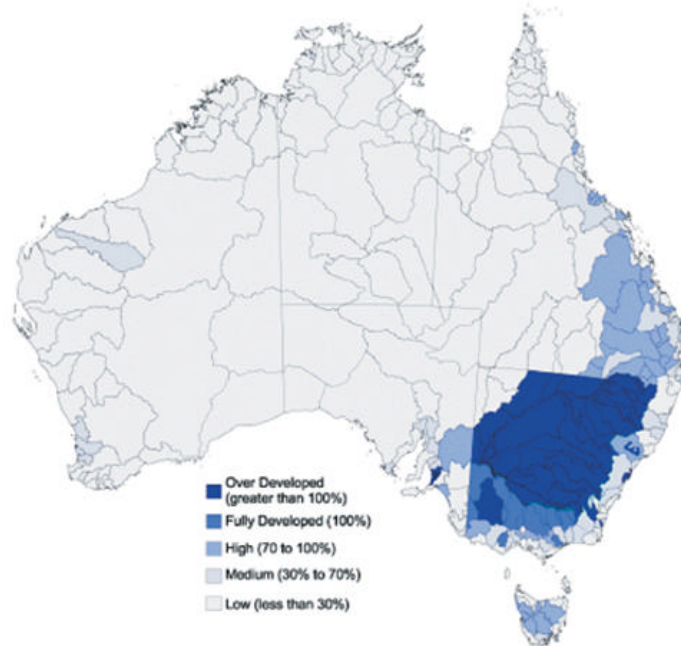 Over Developed
(greater than 100%)
Fully Developed (100%)
High (70 to 100%)
Medium (30% to 70%)
Low (less than 30%)